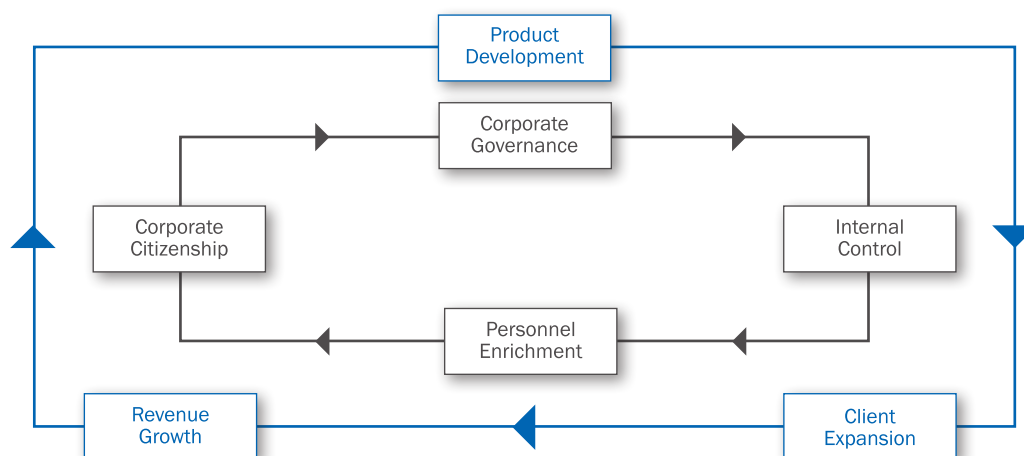 Product
Development
Corporate
Governance
Corporate
Citizenship
Internal
Control
Personnel
Enrichment
Revenue
Growth
Client
Expansion